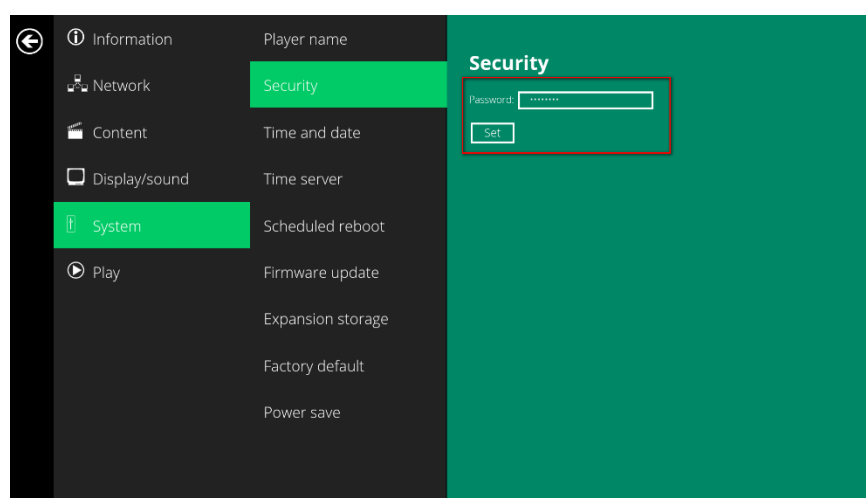 Information
Network
Content
Display/sound
System
Play
Player name
Security
Time and date
Time server
Scheduled reboot
Firmware update
Expansion storage
Factory default
Power save
Security
Password: ········
Set